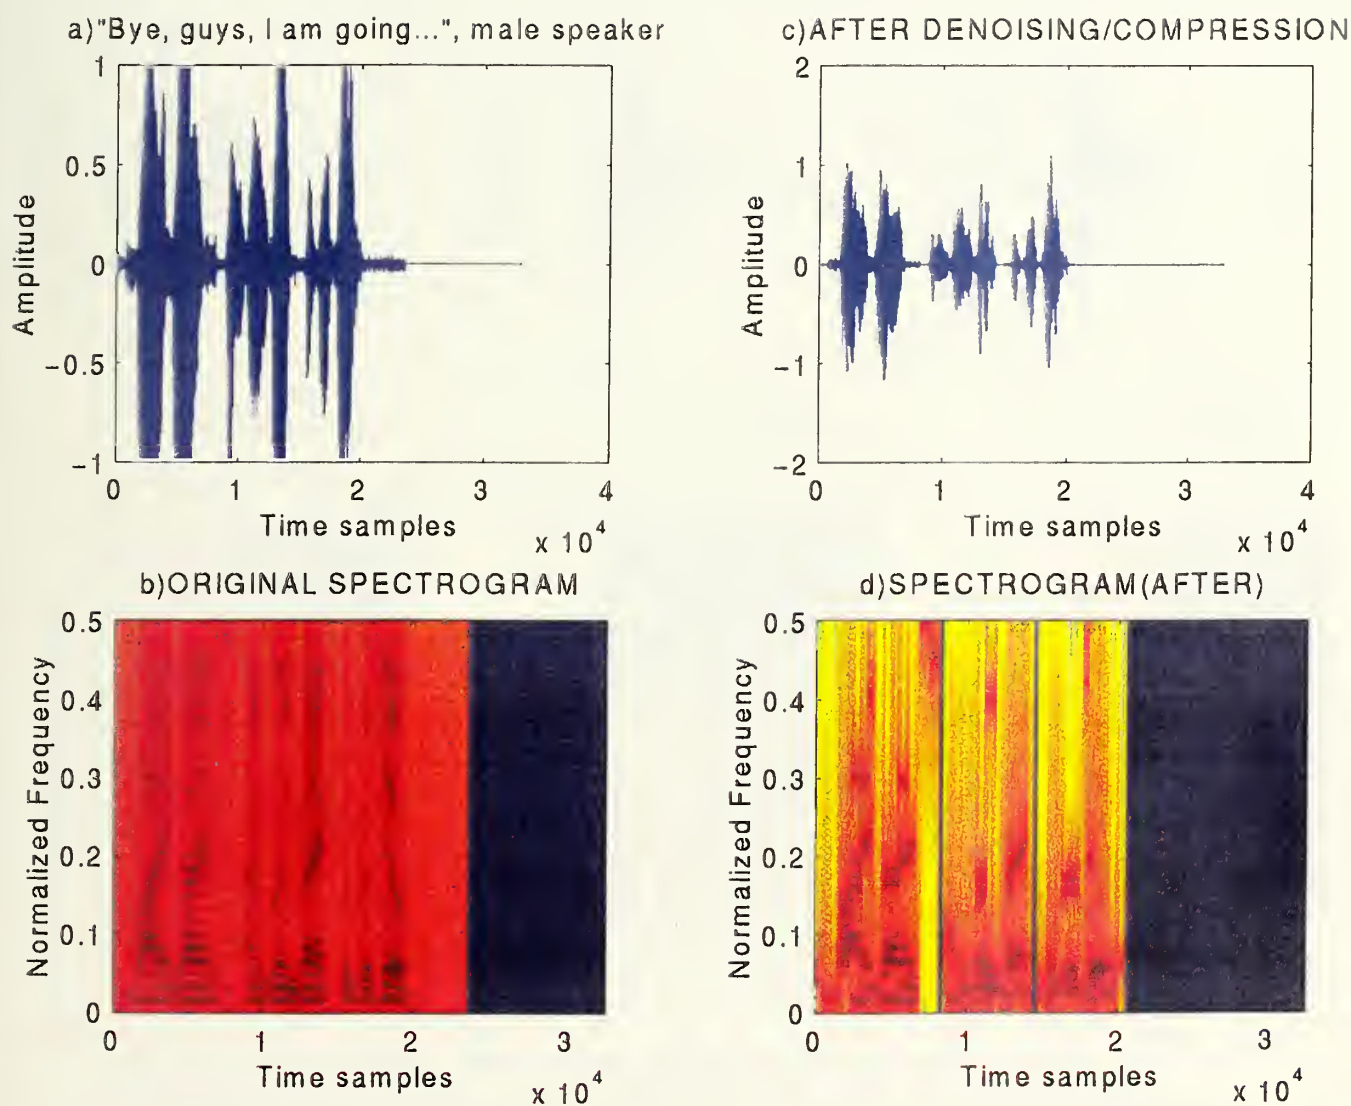 a)"Bye, guys, I am going...", male speaker
1
0.5
0
−0.5
−1
Amplitude
0 1 2 3 4
Time samples
x 10^4
c)AFTER DENOISING/COMPRESSION
2
1
0
−1
−2
Amplitude
0 1 2 3 4
Time samples
x 10^4
b)ORIGINAL SPECTROGRAM
0.5
0.4
0.3
0.2
0.1
0
Normalized Frequency
0 1 2 3
Time samples
x 10^4
d)SPECTROGRAM(AFTER)
0.5
0.4
0.3
0.2
0.1
0
Normalized Frequency
0 1 2 3
Time samples
x 10^4